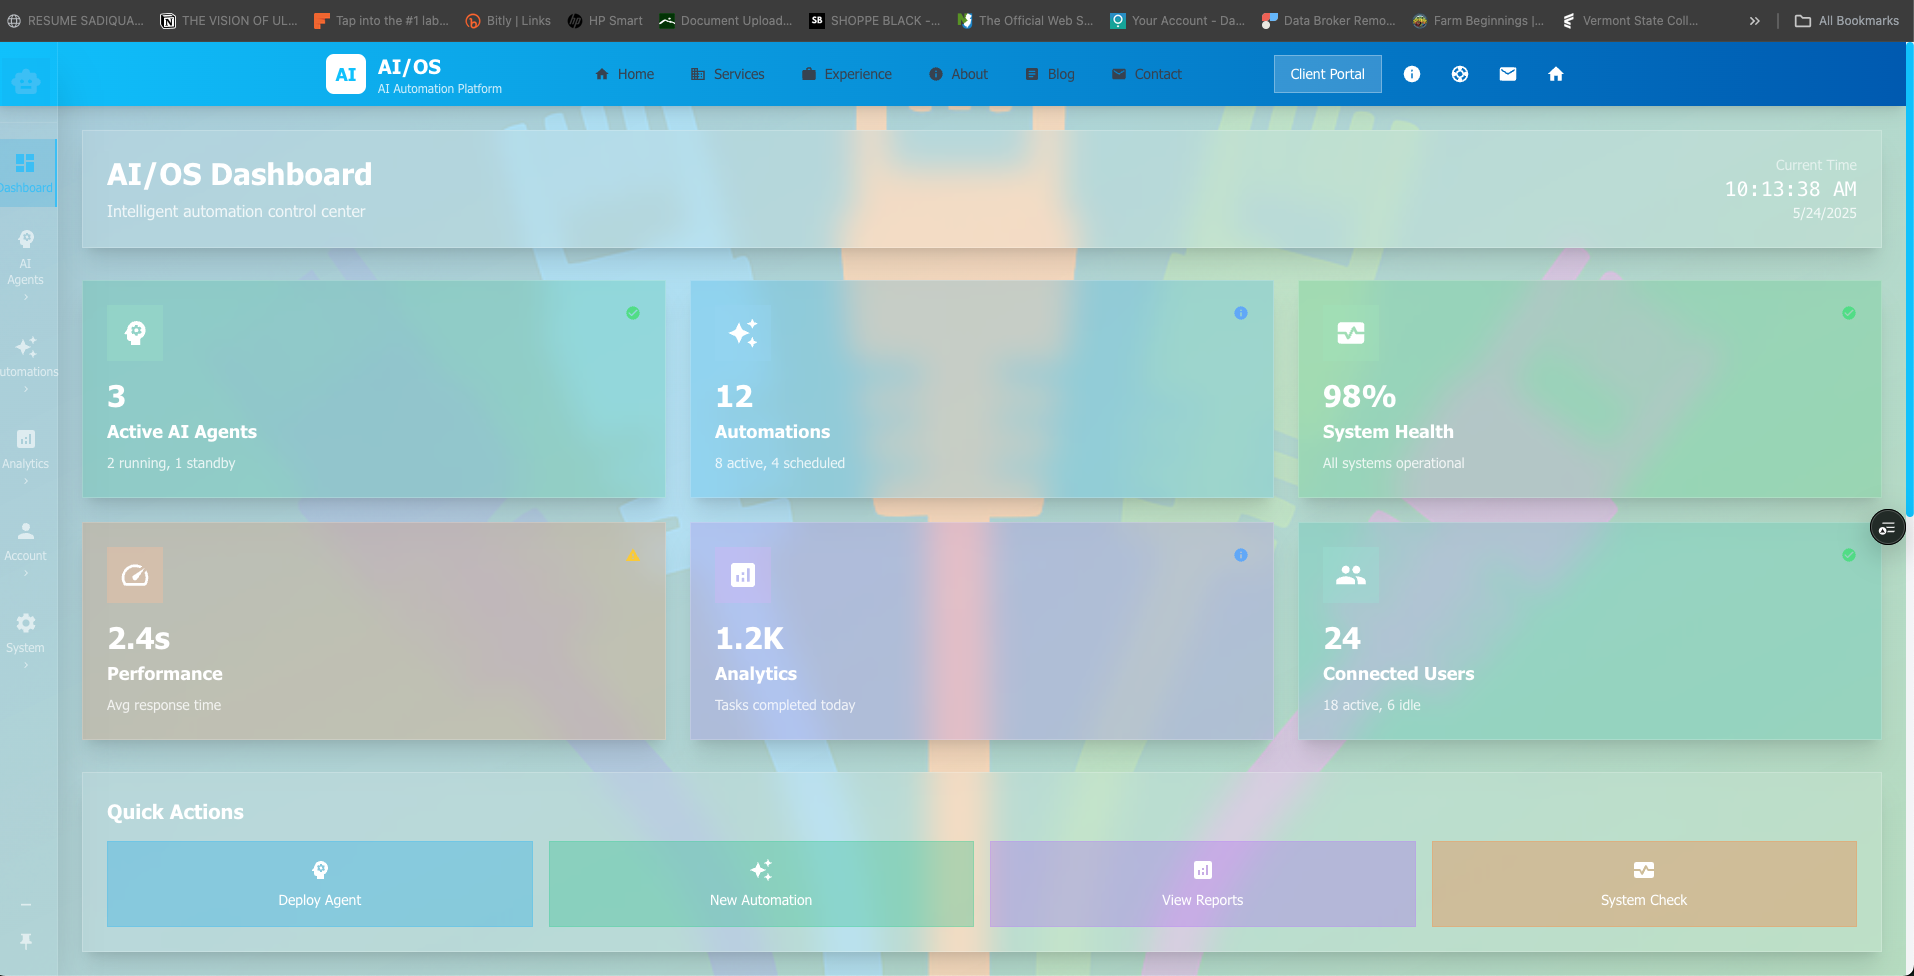 RESUME SADIQUA...
THE VISION OF UL...
Tap into the #1 lab...
Bitly | Links
HP Smart
Document Upload...
SHOPPE BLACK -...
The Official Web S...
Your Account - Da...
Data Broker Remo...
Farm Beginnings |...
Vermont State Coll...
All Bookmarks
AI
AI/OS
AI Automation Platform
Home
Services
Experience
About
Blog
Contact
Client Portal
Dashboard
AI
Agents
utomations
Analytics
Account
System
AI/OS Dashboard
Intelligent automation control center
Current Time
10:13:38 AM
5/24/2025
3
Active AI Agents
2 running, 1 standby
12
Automations
8 active, 4 scheduled
98%
System Health
All systems operational
2.4s
Performance
Avg response time
1.2K
Analytics
Tasks completed today
24
Connected Users
18 active, 6 idle
Quick Actions
Deploy Agent
New Automation
View Reports
System Check